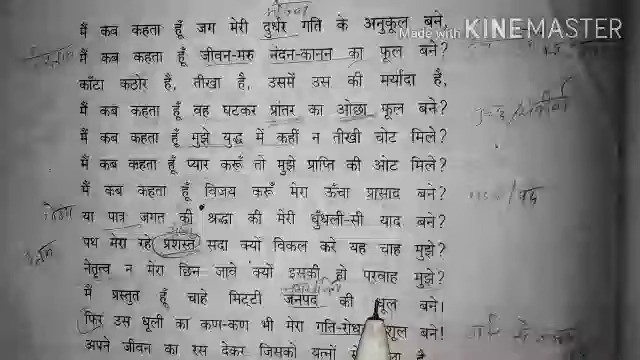 Made with KINEMASTER
मैं कब कहता हूँ जग मेरी दुर्धर गति के अनुकूल बने,
मैं कब कहता हूँ जीवन-मरु नंदन-कानन का फूल बने?
काँटा कठोर है, तीखा है, उसमें उस की मर्यादा है,
मैं कब कहता हूँ वह घटकर प्रांतर का ओछा फूल बने?
मैं कब कहता हूँ मुझे युद्ध में कहीं न तीखी चोट मिले?
मैं कब कहता हूँ प्यार करूँ तो मुझे प्राप्ति की ओट मिले?
मैं कब कहता हूँ विजय करूँ मेरा ऊँचा प्रासाद बने?
या पात्र जगत की श्रद्धा की मेरी धुँधली-सी याद बने?
पथ मेरा रहे प्रशस्त सदा क्यों विकल करे यह चाह मुझे?
नेतृत्व न मेरा छिन जावे क्यों इसकी हो परवाह मुझे?
मैं प्रस्तुत हूँ चाहे मिट्टी जनपद की धूल बने।
फिर उस धूली का कण-कण भी मेरा गति-रोधक शूल बने!
अपने जीवन का रस देकर जिसको यत्नों से है